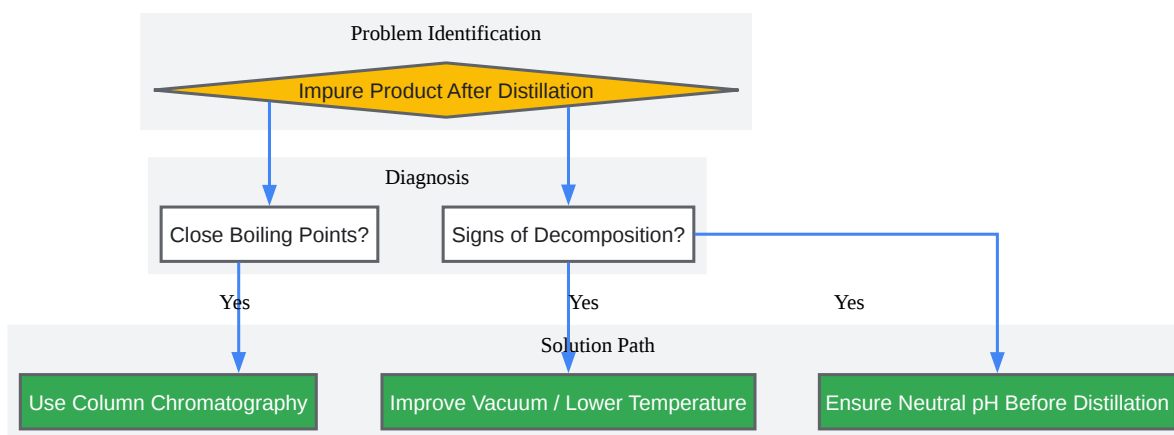 Problem Identification
Impure Product After Distillation
Diagnosis
Close Boiling Points?
Signs of Decomposition?
Yes
Yes
Yes
Solution Path
Use Column Chromatography
Improve Vacuum / Lower Temperature
Ensure Neutral pH Before Distillation